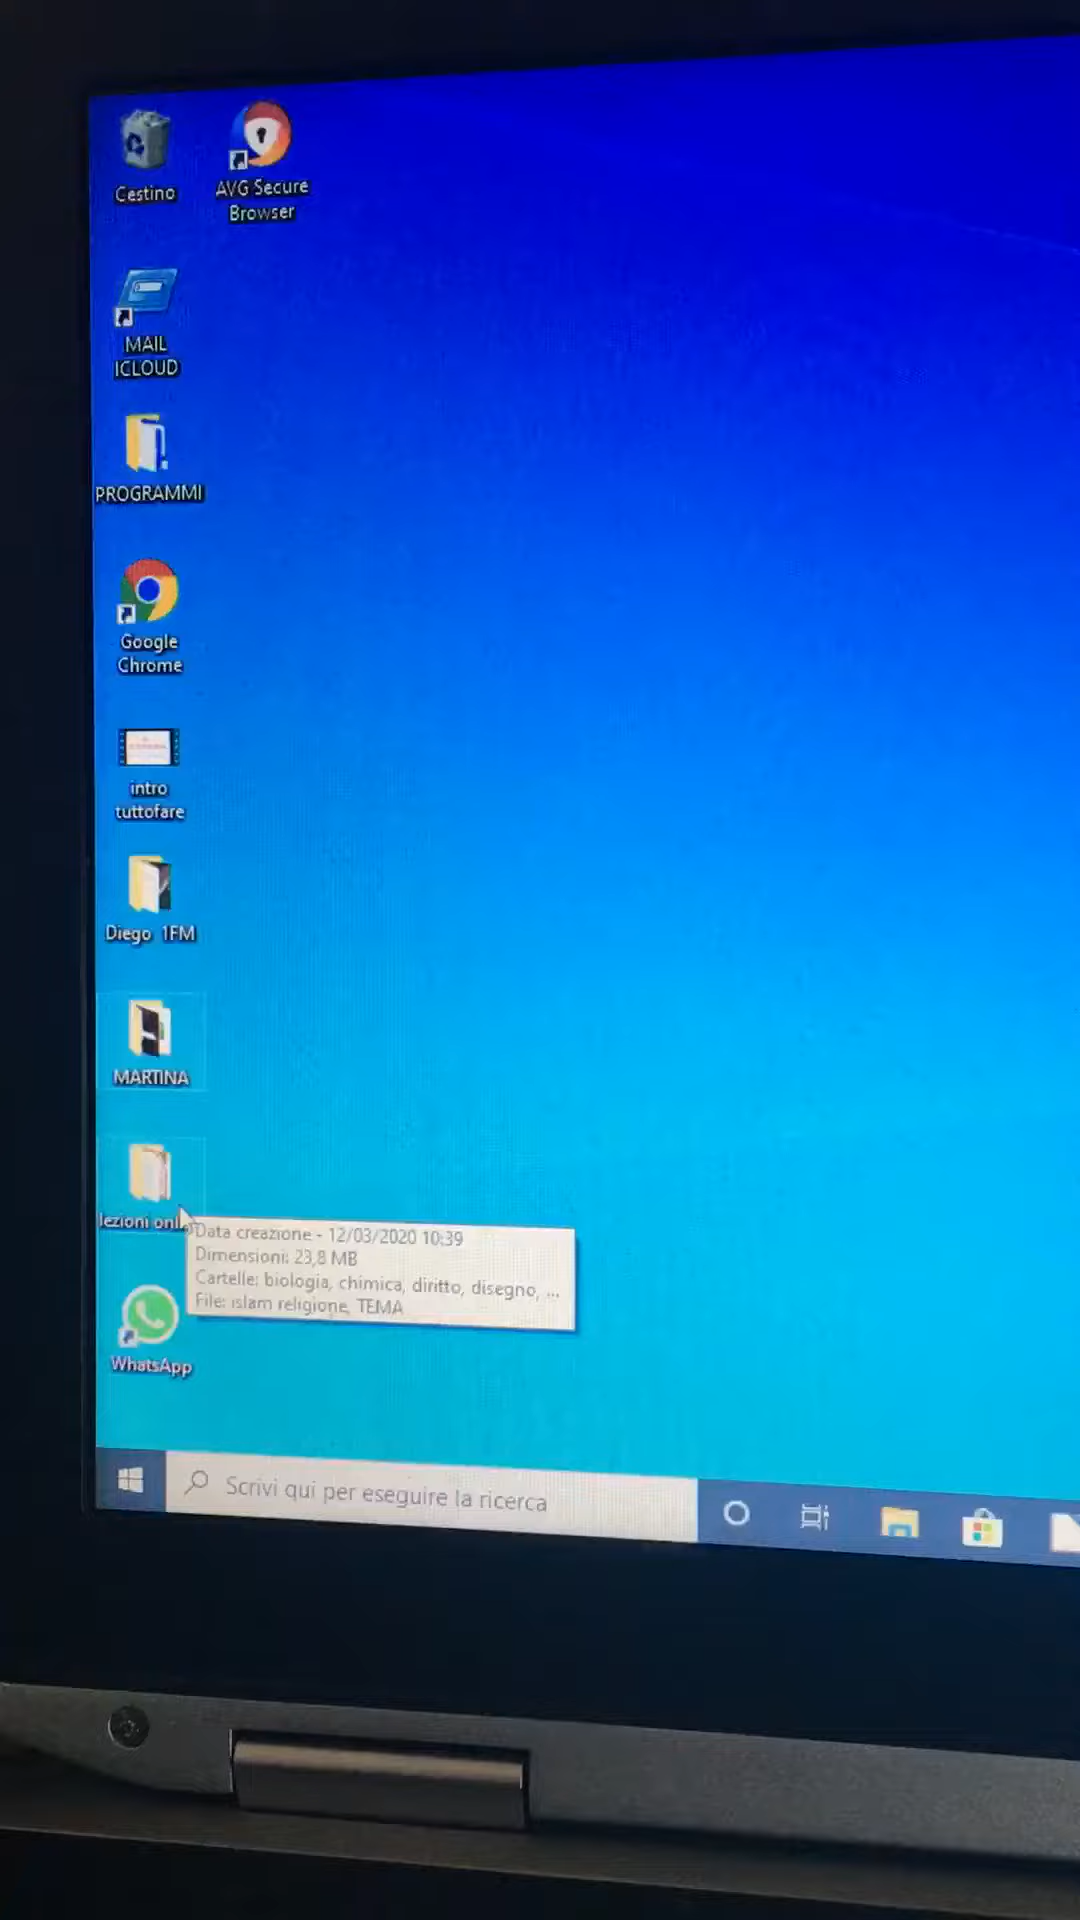 Cestino
AVG Secure
Browser
MAIL
ICLOUD
PROGRAMMI
Google
Chrome
intro
tuttofare
Diego 1FM
MARTINA
lezioni onl
Data creazione - 12/03/2020 10:39
Dimensioni: 23,8 MB
Cartelle: biologia, chimica, diritto, disegno, ...
File: islam religione, TEMA
WhatsApp
Scrivi qui per eseguire la ricerca